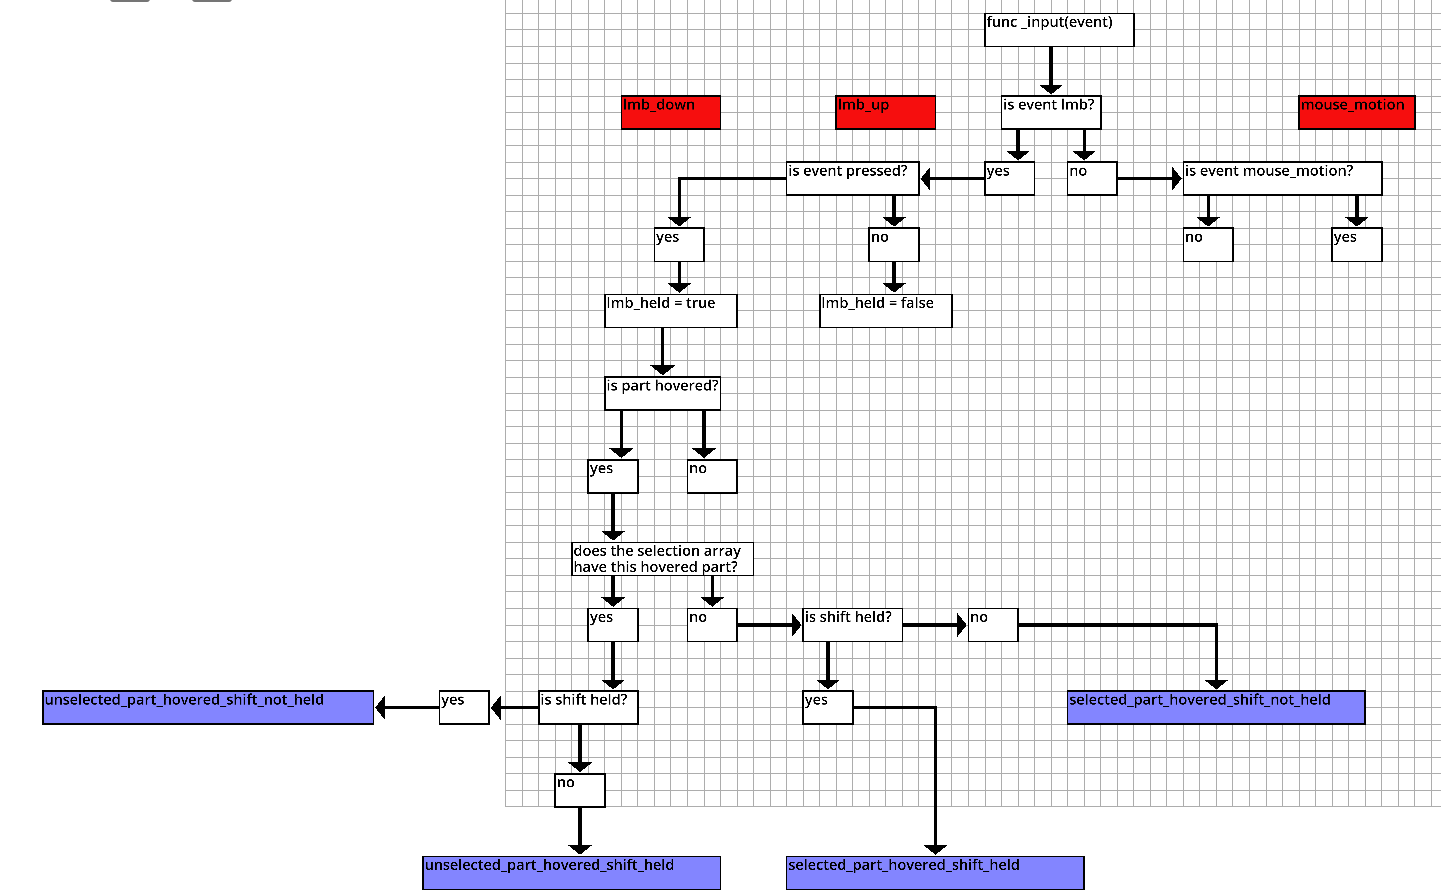 func _input(event)
lmb_down
lmb_up
is event lmb?
mouse_motion
is event pressed?
yes
no
is event mouse_motion?
yes
no
no
yes
lmb_held = true
lmb_held = false
is part hovered?
yes
no
does the selection array
have this hovered part?
yes
no
is shift held?
no
unselected_part_hovered_shift_not_held
yes
is shift held?
yes
selected_part_hovered_shift_not_held
no
unselected_part_hovered_shift_held
selected_part_hovered_shift_held